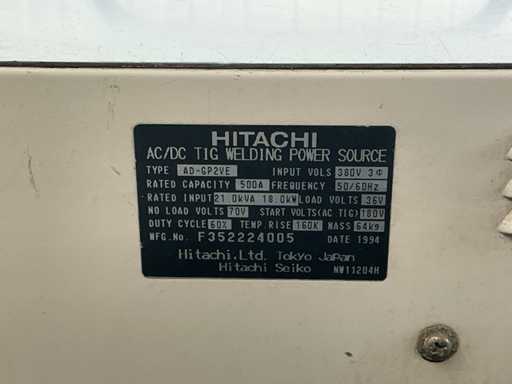 HITACHI
AC/DC TIG WELDING POWER SOURCE
TYPE AD-GP2VE INPUT VOLS 380V 3Φ
RATED CAPACITY 500A FREQUENCY 50/60Hz
RATED INPUT 21.0kVA 18.0kW LOAD VOLTS 36V
NO LOAD VOLTS 70V START VOLTS(AC TIG) 180V
DUTY CYCLE 60% TEMP.RISE 160K MASS 64kg
MFG.No. F352224005 DATE 1994
Hitachi,Ltd. Tokyo Japan
Hitachi Seiko NW11204H